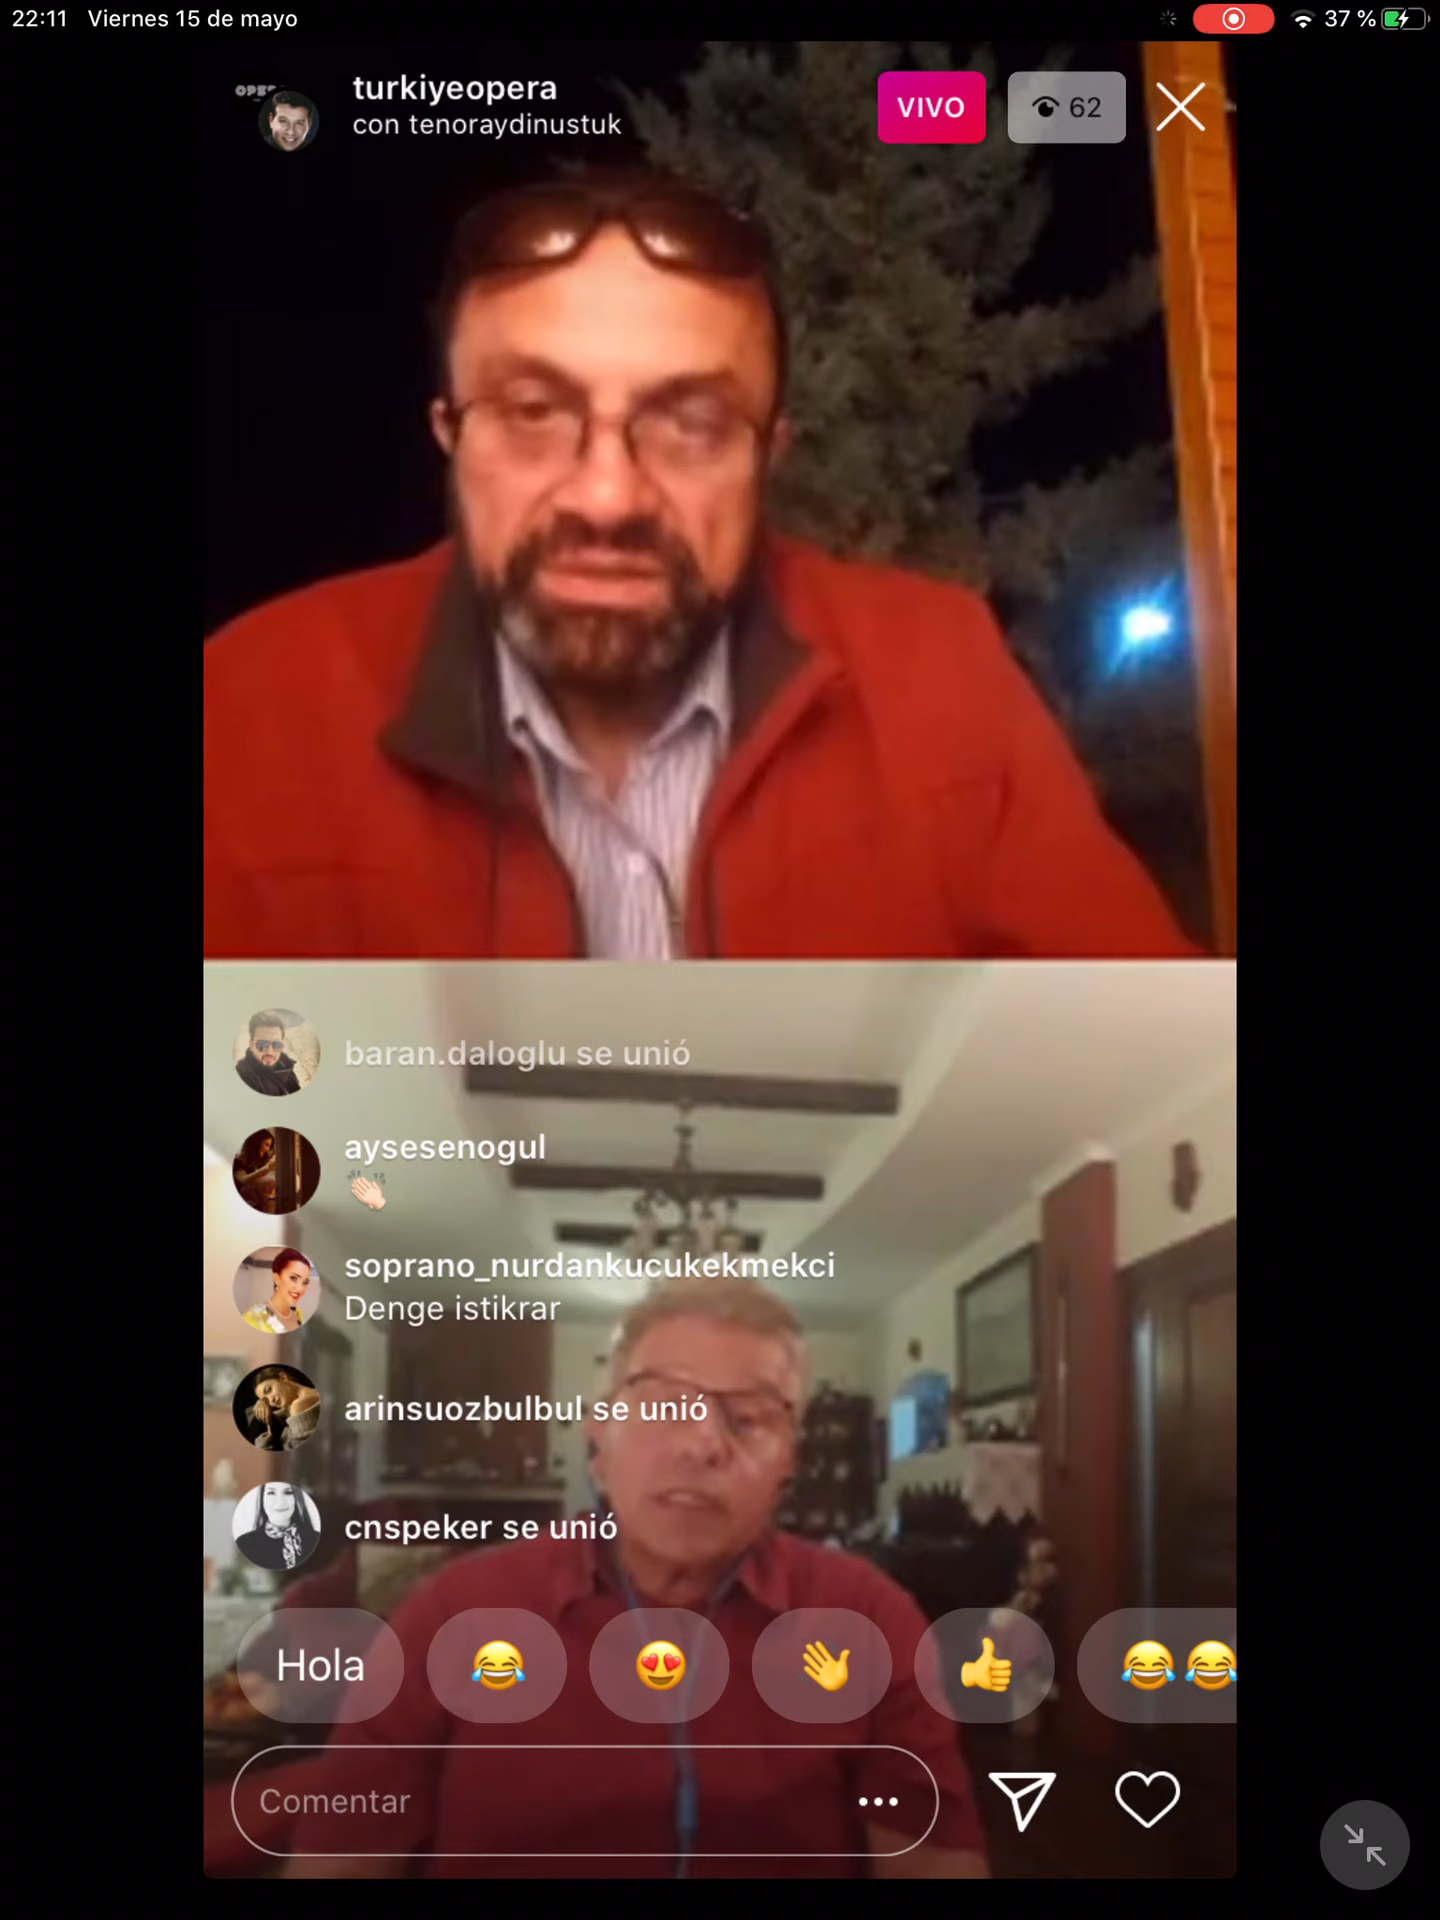 22:11 Viernes 15 de mayo
37 %
turkiyeopera
con tenoraydinustuk
VIVO
62
baran.daloglu se unió
aysesenogul
soprano_nurdankucukekmekci
Denge istikrar
arinsuozbulbul se unió
cnspeker se unió
Hola
Comentar